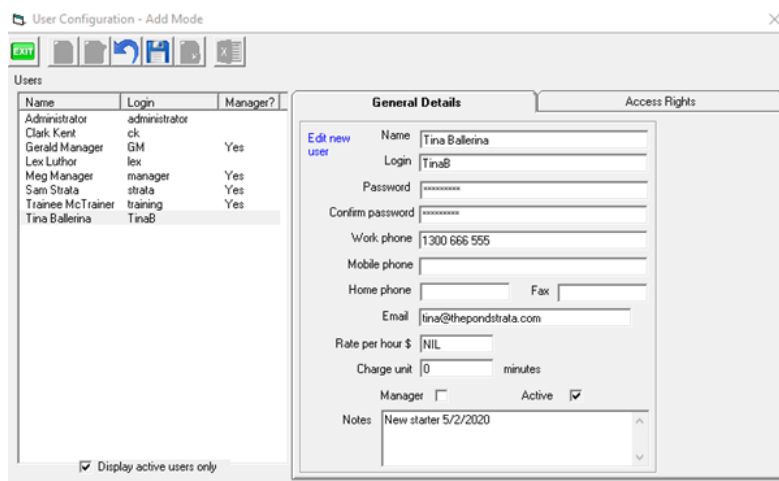 User Configuration - Add Mode
EXIT
Users
Name Login Manager?
Administrator administrator
Clark Kent ck
Gerald Manager GM Yes
Lex Luthor lex
Meg Manager manager Yes
Sam Strata strata Yes
Trainee McTrainer training Yes
Tina Ballerina TinaB
Display active users only
General Details Access Rights
Edit new
user
Name Tina Ballerina
Login TinaB
Password *********
Confirm password *********
Work phone 1300 666 555
Mobile phone
Home phone Fax
Email tina@thepondstrata.com
Rate per hour $ NIL
Charge unit 0 minutes
Manager Active
Notes New starter 5/2/2020